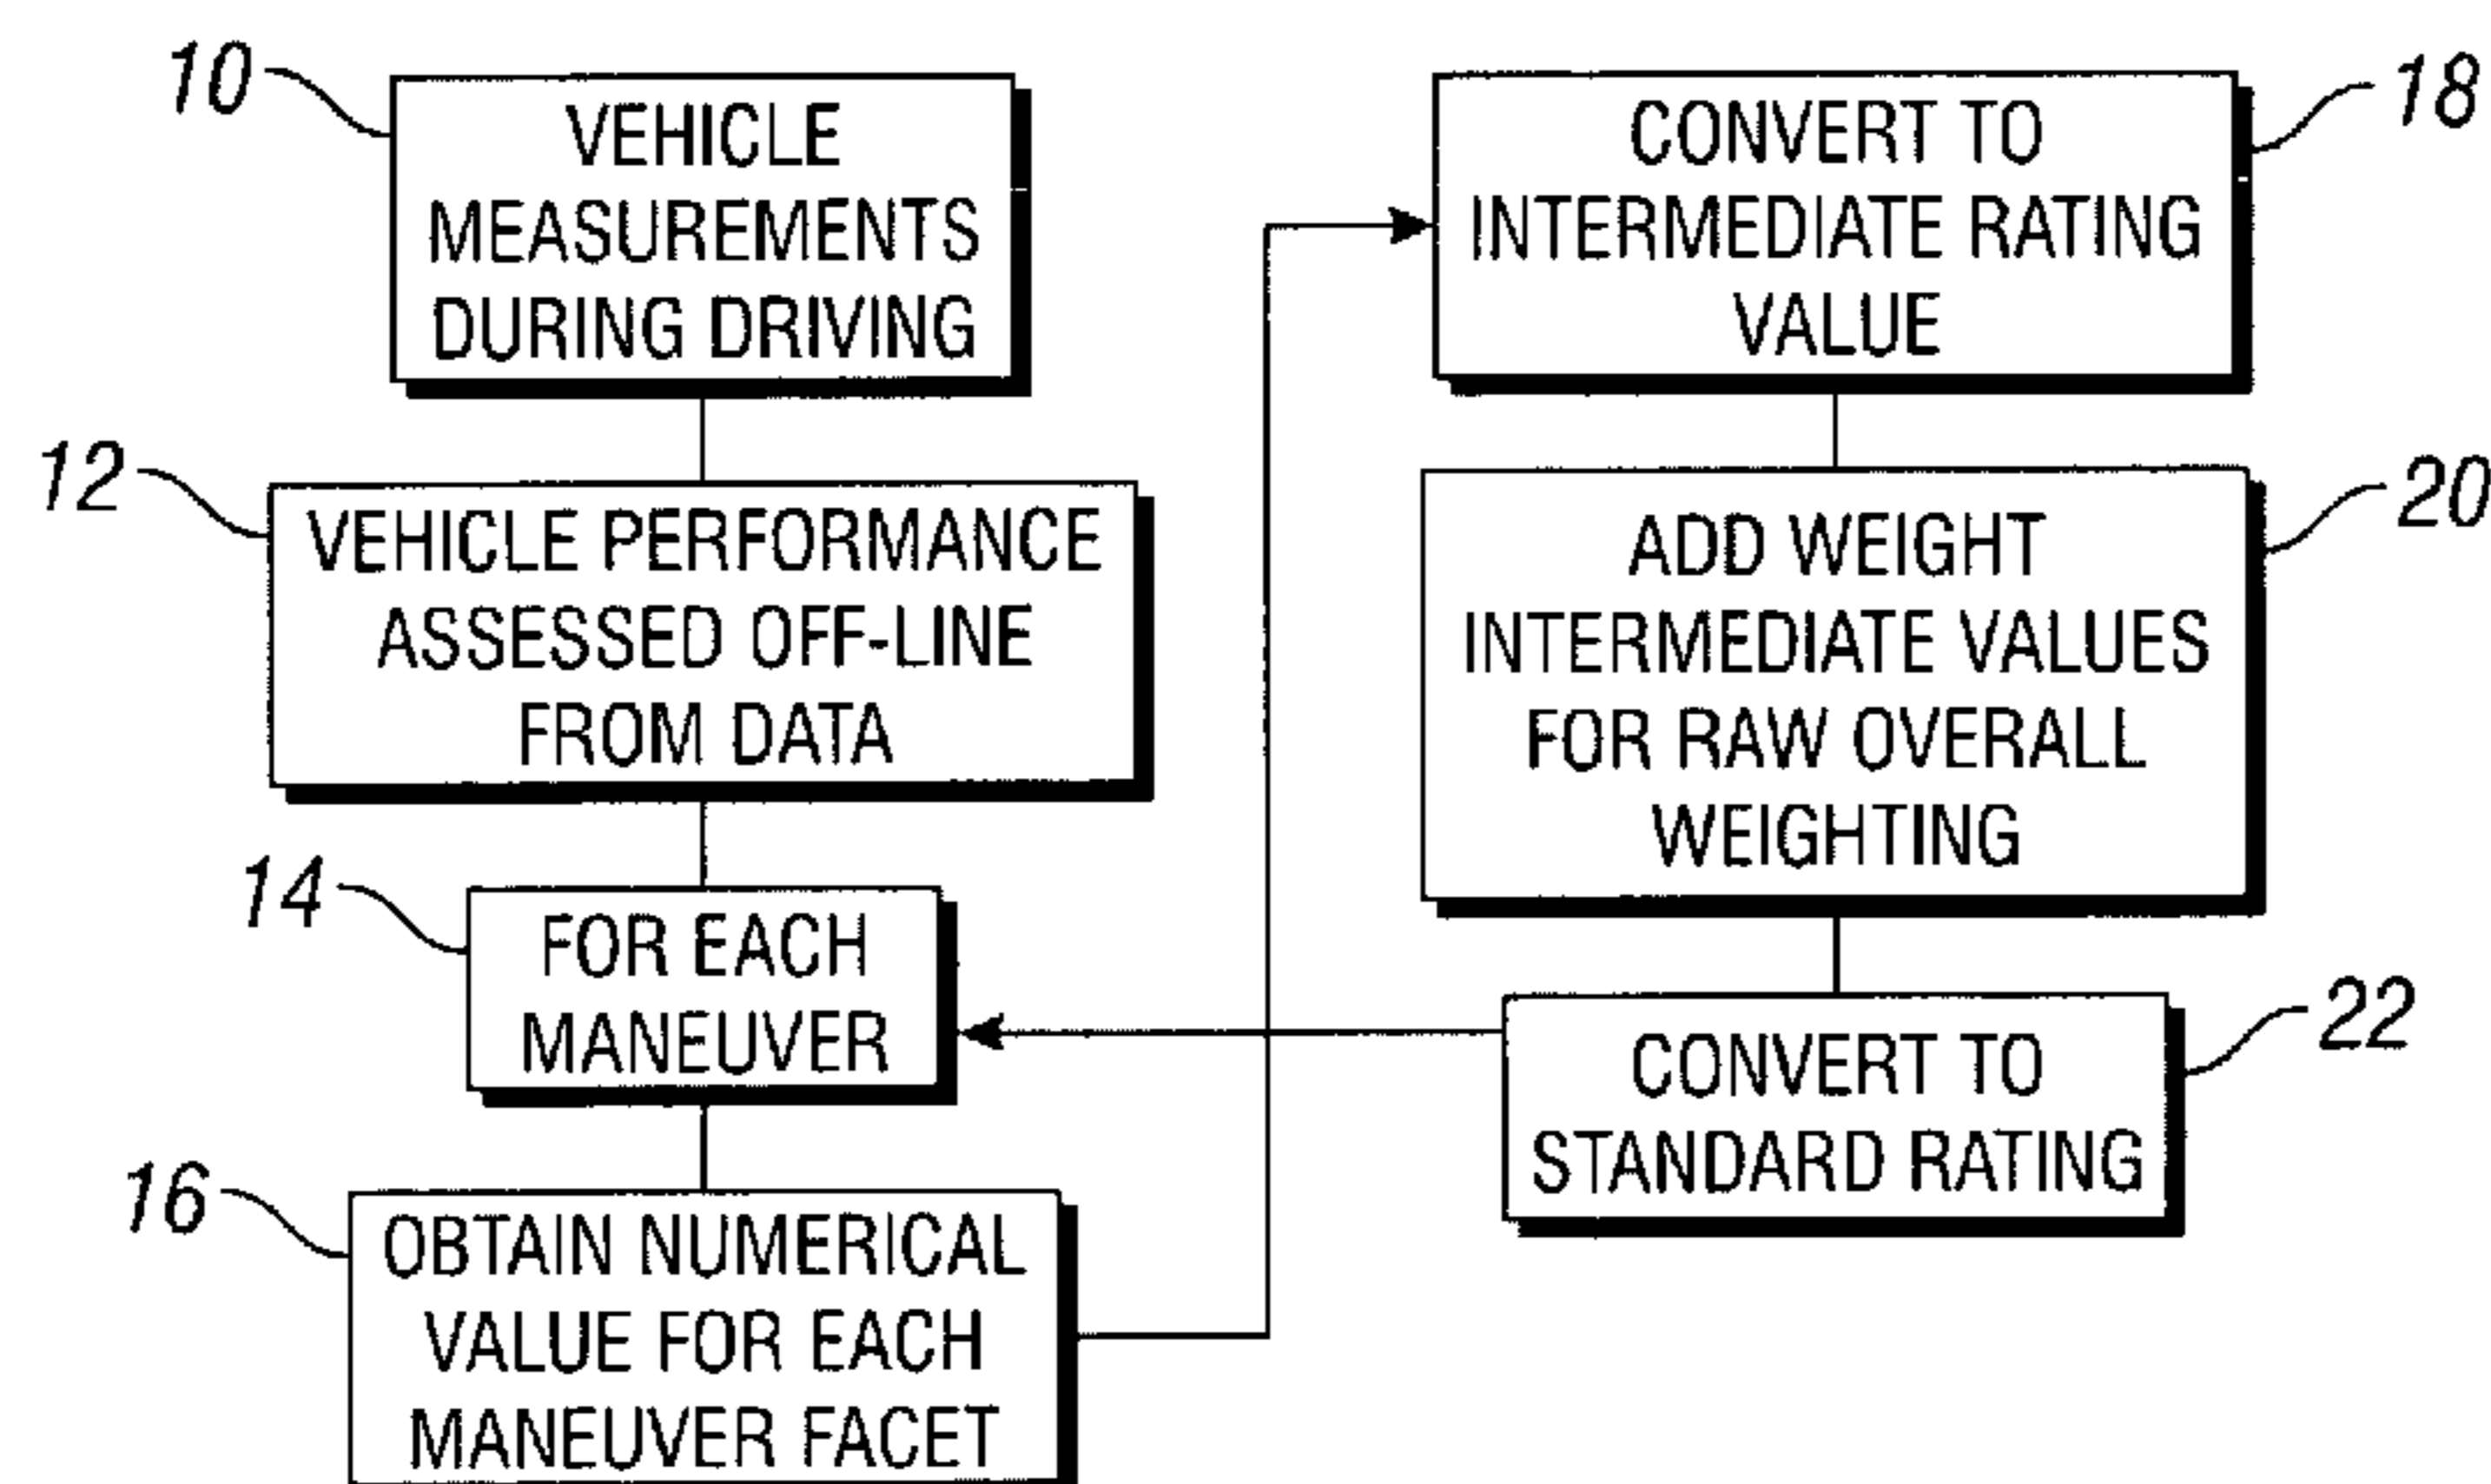 10
VEHICLE
MEASUREMENTS
DURING DRIVING
12
VEHICLE PERFORMANCE
ASSESSED OFF-LINE
FROM DATA
14
FOR EACH
MANEUVER
16
OBTAIN NUMERICAL
VALUE FOR EACH
MANEUVER FACET
18
CONVERT TO
INTERMEDIATE RATING
VALUE
20
ADD WEIGHT
INTERMEDIATE VALUES
FOR RAW OVERALL
WEIGHTING
22
CONVERT TO
STANDARD RATING